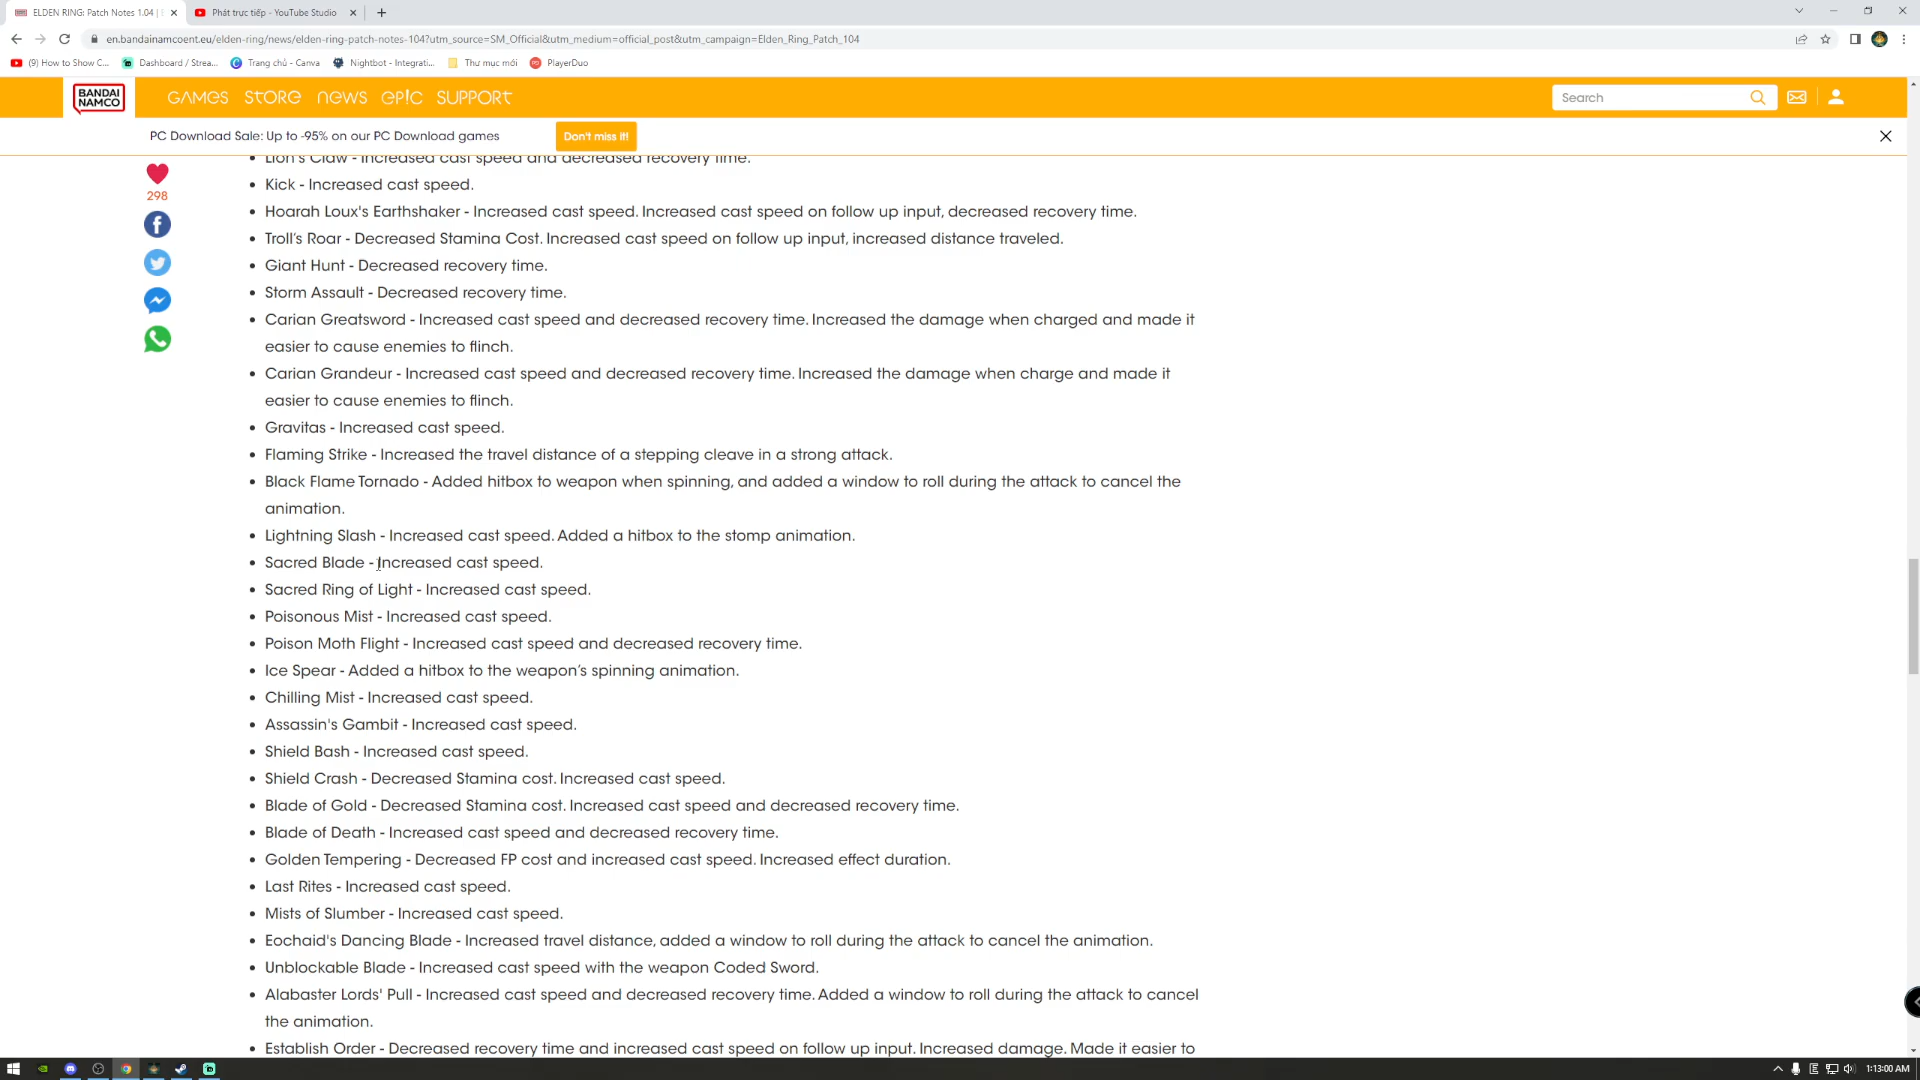 ELDEN RING: Patch Notes 1.04 |
Phát trực tiếp - YouTube Studio
en.bandainamcoent.eu/elden-ring/news/elden-ring-patch-notes-104?utm_source=SM_Official&utm_medium=official_post&utm_campaign=Elden_Ring_Patch_104
(9) How to Show C... Dashboard / Strea... Trang chủ - Canva Nightbot - Integrati... Thư mục mới PlayerDuo
BANDAI NAMCO GAMES STORE NEWS EPIC SUPPORT Search
PC Download Sale: Up to -95% on our PC Download games Don't miss it!
298
• Lion's Claw - Increased cast speed and decreased recovery time.
• Kick - Increased cast speed.
• Hoarah Loux's Earthshaker - Increased cast speed. Increased cast speed on follow up input, decreased recovery time.
• Troll's Roar - Decreased Stamina Cost. Increased cast speed on follow up input, increased distance traveled.
• Giant Hunt - Decreased recovery time.
• Storm Assault - Decreased recovery time.
• Carian Greatsword - Increased cast speed and decreased recovery time. Increased the damage when charged and made it
easier to cause enemies to flinch.
• Carian Grandeur - Increased cast speed and decreased recovery time. Increased the damage when charge and made it
easier to cause enemies to flinch.
• Gravitas - Increased cast speed.
• Flaming Strike - Increased the travel distance of a stepping cleave in a strong attack.
• Black Flame Tornado - Added hitbox to weapon when spinning, and added a window to roll during the attack to cancel the
animation.
• Lightning Slash - Increased cast speed. Added a hitbox to the stomp animation.
• Sacred Blade - Increased cast speed.
• Sacred Ring of Light - Increased cast speed.
• Poisonous Mist - Increased cast speed.
• Poison Moth Flight - Increased cast speed and decreased recovery time.
• Ice Spear - Added a hitbox to the weapon's spinning animation.
• Chilling Mist - Increased cast speed.
• Assassin's Gambit - Increased cast speed.
• Shield Bash - Increased cast speed.
• Shield Crash - Decreased Stamina cost. Increased cast speed.
• Blade of Gold - Decreased Stamina cost. Increased cast speed and decreased recovery time.
• Blade of Death - Increased cast speed and decreased recovery time.
• Golden Tempering - Decreased FP cost and increased cast speed. Increased effect duration.
• Last Rites - Increased cast speed.
• Mists of Slumber - Increased cast speed.
• Eochaid's Dancing Blade - Increased travel distance, added a window to roll during the attack to cancel the animation.
• Unblockable Blade - Increased cast speed with the weapon Coded Sword.
• Alabaster Lords' Pull - Increased cast speed and decreased recovery time. Added a window to roll during the attack to cancel
the animation.
• Establish Order - Decreased recovery time and increased cast speed on follow up input. Increased damage. Made it easier to
1:13:00 AM